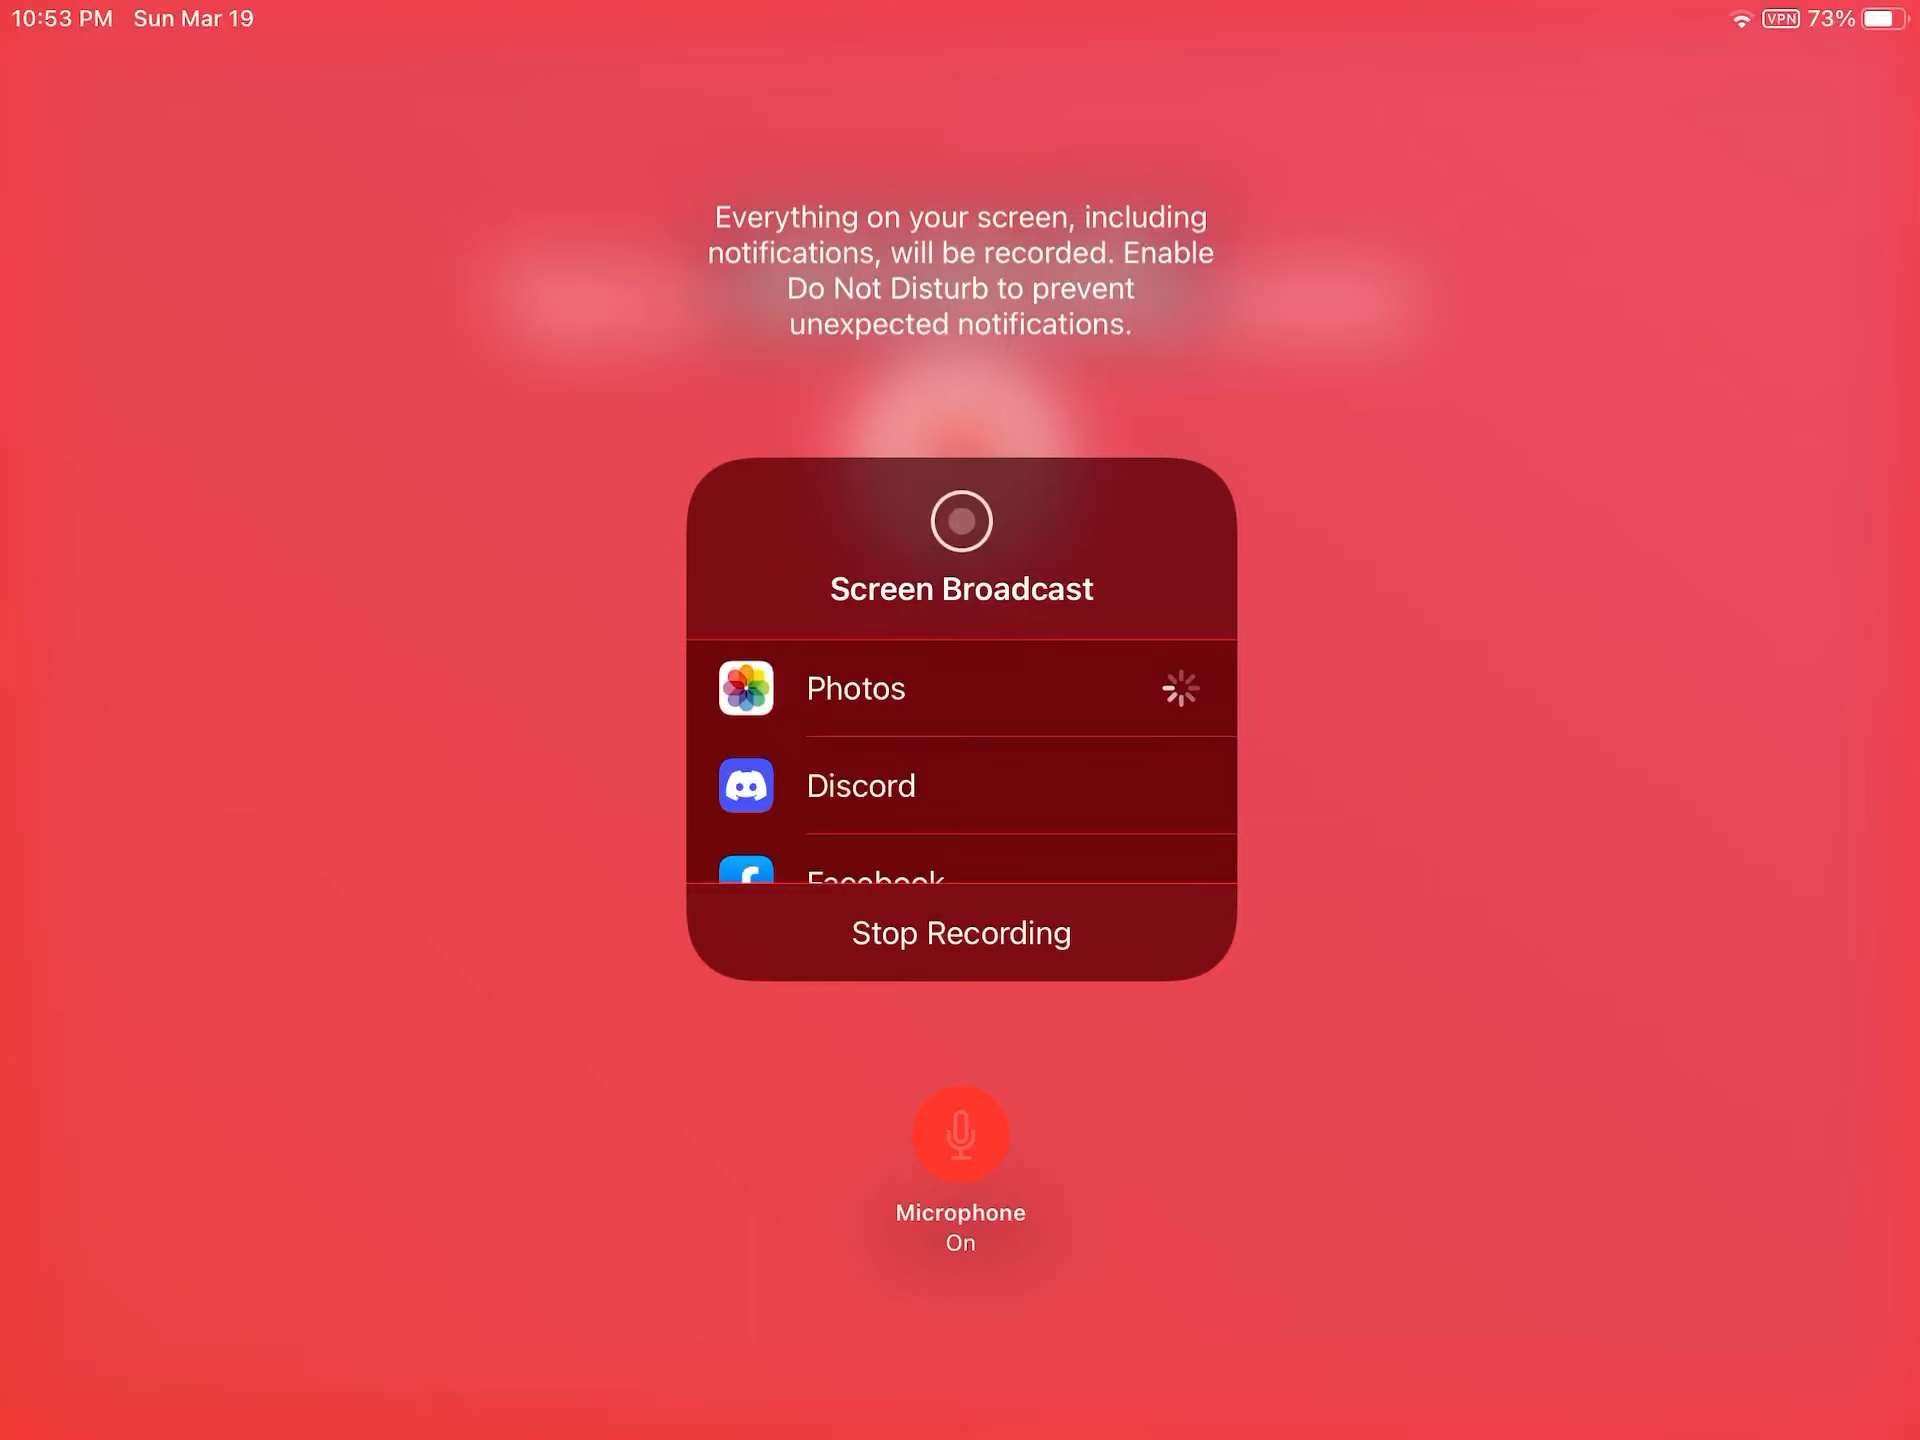 10:53 PM Sun Mar 19
VPN 73%
Everything on your screen, including
notifications, will be recorded. Enable
Do Not Disturb to prevent
unexpected notifications.
Screen Broadcast
Photos
Discord
Facebook
Stop Recording
Microphone
On